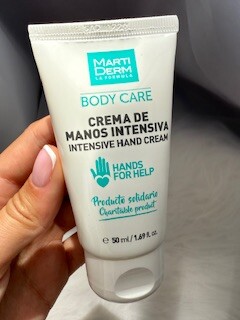 MARTI
DERM
LA FORMULA
BODY CARE
CREMA DE
MANOS INTENSIVA
INTENSIVE HAND CREAM
HANDS
FOR HELP
Producto solidario
Charitable product
e 50 ml / 1,69 fl. oz.